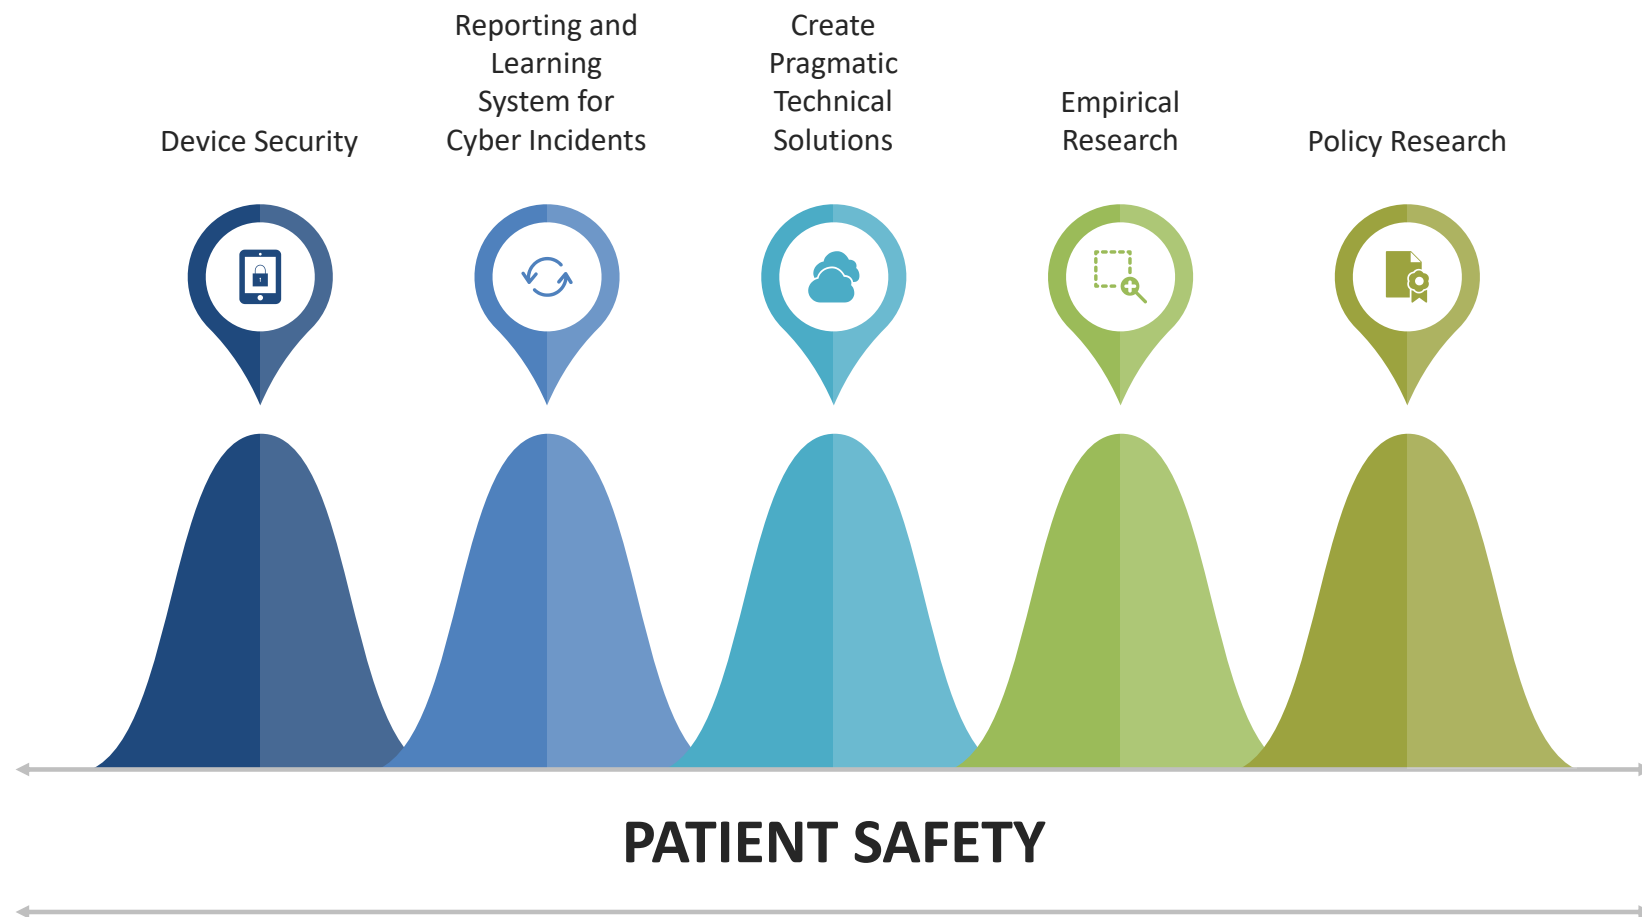 Device Security
Reporting and
Learning
System for
Cyber Incidents
Create
Pragmatic
Technical
Solutions
Empirical
Research
Policy Research
PATIENT SAFETY